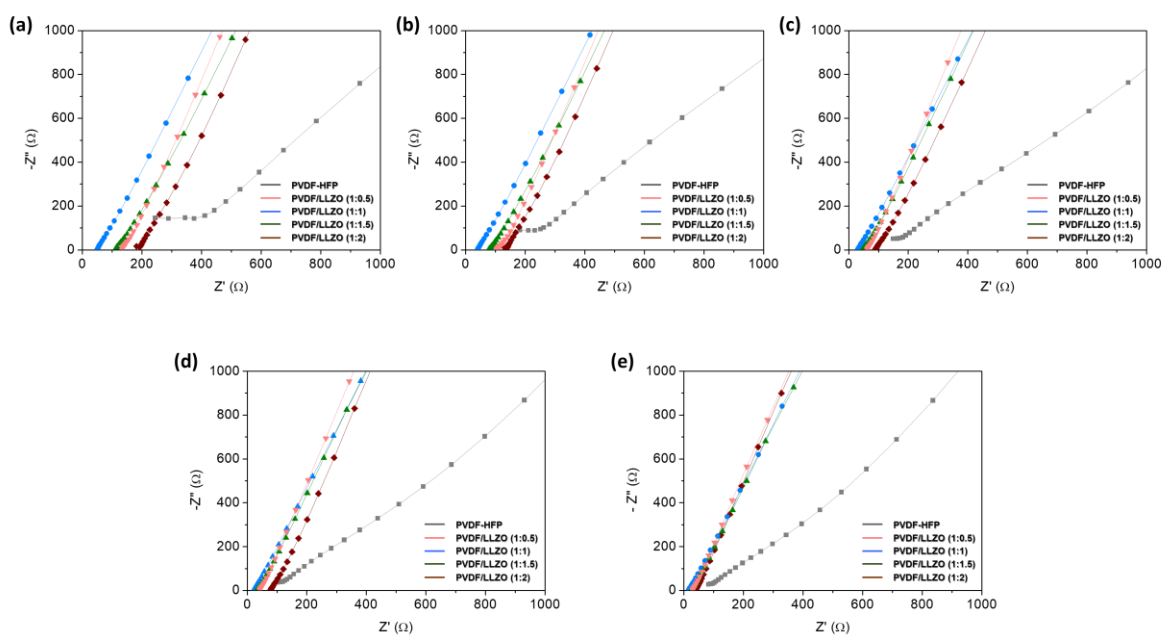 (a)
1000
800
600
400
200
0
0 200 400 600 800 1000
-Z" (Ω)
Z' (Ω)
PVDF-HFP
PVDF/LLZO (1:0.5)
PVDF/LLZO (1:1)
PVDF/LLZO (1:1.5)
PVDF/LLZO (1:2)
(b)
1000
800
600
400
200
0
0 200 400 600 800 1000
-Z" (Ω)
Z' (Ω)
PVDF-HFP
PVDF/LLZO (1:0.5)
PVDF/LLZO (1:1)
PVDF/LLZO (1:1.5)
PVDF/LLZO (1:2)
(c)
1000
800
600
400
200
0
0 200 400 600 800 1000
-Z" (Ω)
Z' (Ω)
PVDF-HFP
PVDF/LLZO (1:0.5)
PVDF/LLZO (1:1)
PVDF/LLZO (1:1.5)
PVDF/LLZO (1:2)
(d)
1000
800
600
400
200
0
0 200 400 600 800 1000
-Z" (Ω)
Z' (Ω)
PVDF-HFP
PVDF/LLZO (1:0.5)
PVDF/LLZO (1:1)
PVDF/LLZO (1:1.5)
PVDF/LLZO (1:2)
(e)
1000
800
600
400
200
0
0 200 400 600 800 1000
- Z" (Ω)
Z' (Ω)
PVDF-HFP
PVDF/LLZO (1:0.5)
PVDF/LLZO (1:1)
PVDF/LLZO (1:1.5)
PVDF/LLZO (1:2)